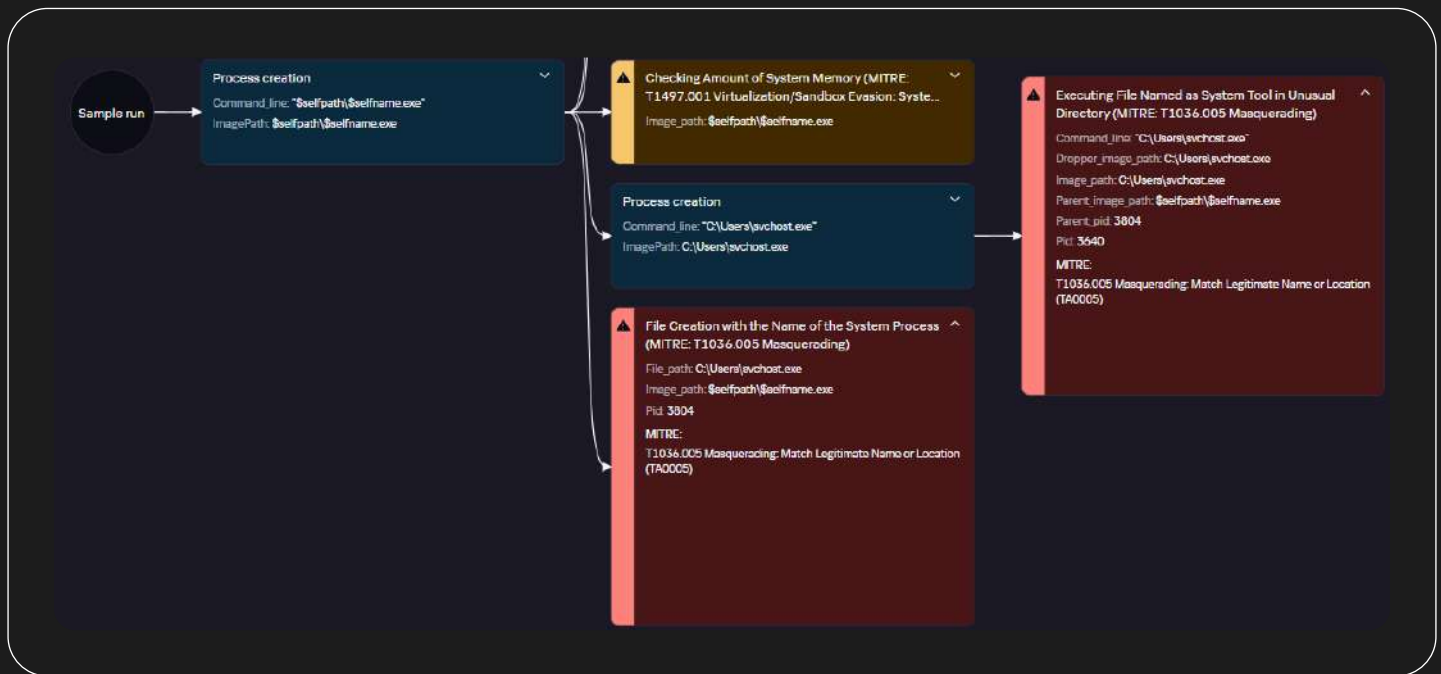 Sample run
Process creation
Command_line: "$selfpath\$selfname.exe"
ImagePath: $selfpath\$selfname.exe
Checking Amount of System Memory (MITRE:
T1497.001 Virtualization/Sandbox Evasion: Syste...
Image_path: $selfpath\$selfname.exe
Process creation
Command_line: "C:\Users\svchost.exe"
ImagePath: C:\Users\svchost.exe
File Creation with the Name of the System Process
(MITRE: T1036.005 Masquerading)
File_path: C:\Users\svchost.exe
Image_path: $selfpath\$selfname.exe
Pid: 3804
MITRE:
T1036.005 Masquerading: Match Legitimate Name or Location
(TA0005)
Executing File Named as System Tool in Unusual
Directory (MITRE: T1036.005 Masquerading)
Command_line: "C:\Users\svchost.exe"
Dropper_image_path: C:\Users\svchost.exe
Image_path: C:\Users\svchost.exe
Parent_image_path: $selfpath\$selfname.exe
Parent_pid: 3804
Pid: 3640
MITRE:
T1036.005 Masquerading: Match Legitimate Name or Location
(TA0005)